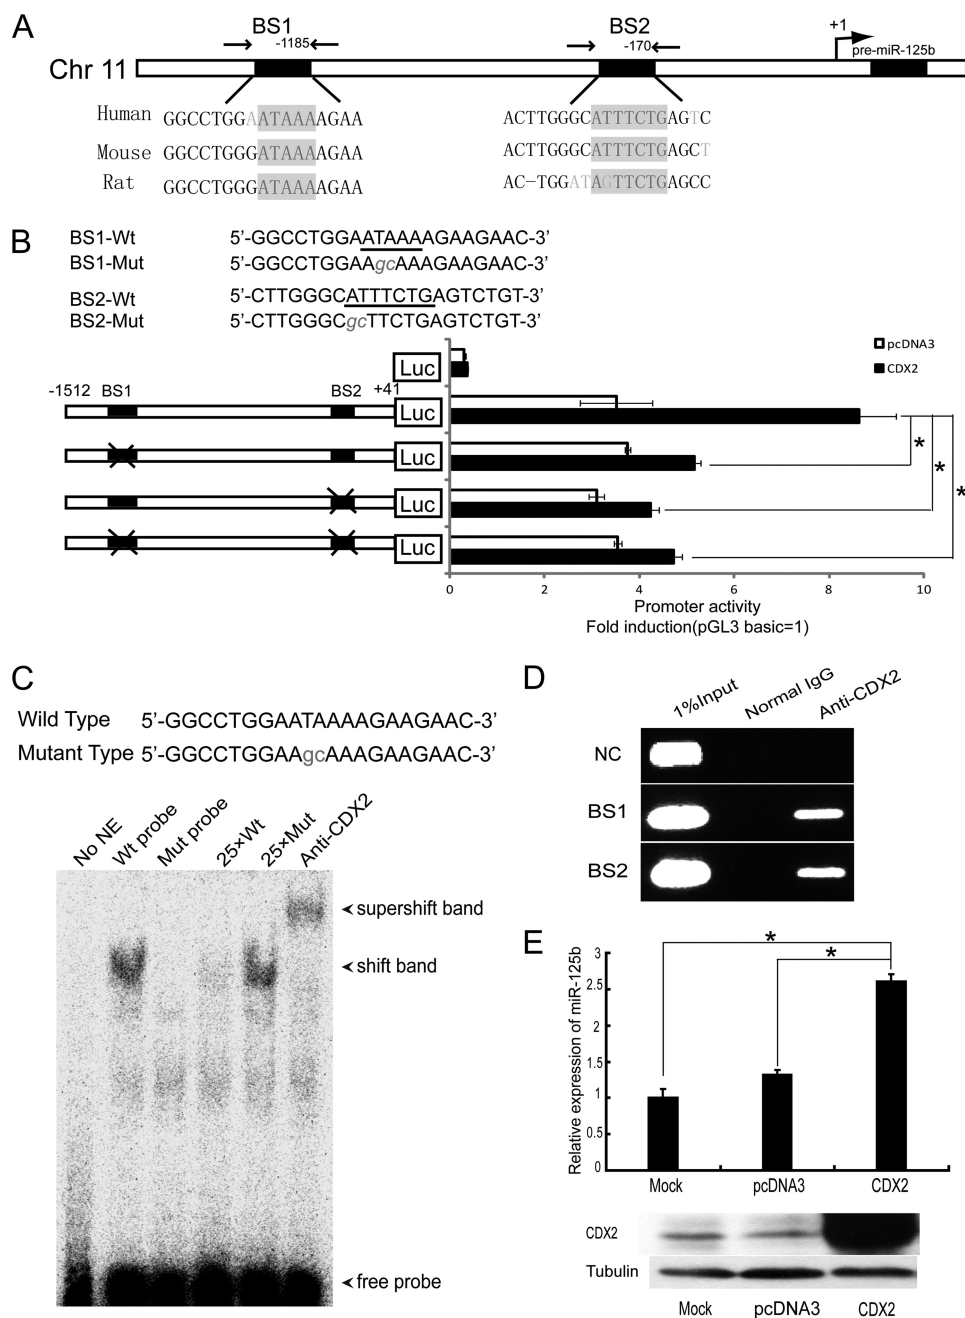 A
BS1
BS2
-1185
-170
+1
pre-miR-125b
Chr 11
Human GGCCTGGAATAAAAGAA ACTTGGGCATTTCTGAGTC
Mouse GGCCTGGGATAAAAGAA ACTTGGGCATTTCTGAGCT
Rat GGCCTGGGATAAAAGAA AC-TGGATAGTTCTGAGCC
B
BS1-Wt 5'-GGCCTGGAATAAAAGAAGAAC-3'
BS1-Mut 5'-GGCCTGGAAgcAAAGAAGAAC-3'
BS2-Wt 5'-CTTGGGCATTTCTGAGTCTGT-3'
BS2-Mut 5'-CTTGGGCgcTTCTGAGTCTGT-3'
pcDNA3
CDX2
Luc
-1512 BS1 BS2 +41
Luc
*
Luc
*
Luc
*
Luc
0 2 4 6 8 10
Promoter activity
Fold induction(pGL3 basic=1)
C
Wild Type 5'-GGCCTGGAATAAAAGAAGAAC-3'
Mutant Type 5'-GGCCTGGAAgcAAAGAAGAAC-3'
No NE
Wt probe
Mut probe
25×Wt
25×Mut
Anti-CDX2
supershift band
shift band
free probe
D
1%Input
Normal IgG
Anti-CDX2
NC
BS1
BS2
E
*
*
Relative expression of miR-125b
3
2.5
2
1.5
1
0.5
0
Mock pcDNA3 CDX2
CDX2
Tubulin
Mock pcDNA3 CDX2